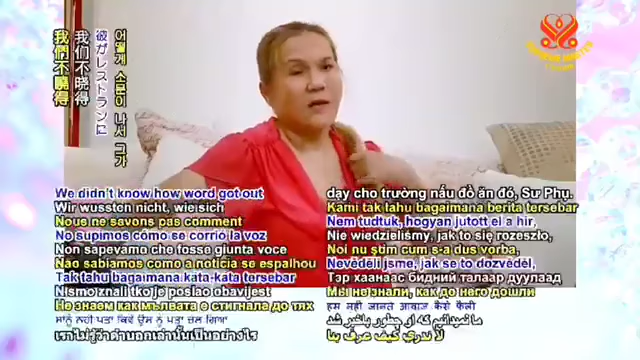 我們不曉得
我们不晓得
彼がレストランに
어떻게 소문이 나서 그가
SUPREME MASTER
TELEVISION
We didn't know how word got out
Wir wussten nicht, wie sich
Nous ne savons pas comment
No supimos cómo se corrió la voz
Non sapevamo che fosse giunta voce
Não sabíamos como a notícia se espalhou
Tak tahu bagaimana kata-kata tersebar
Nismo znali tko je poslao obavijest
Не знаем как мълвата е стигнала до тях
ਸਾਨੂੰ ਨਹੀਂ ਪਤਾ ਕਿਵੇਂ ਉਸ ਨੂੰ ਪਤਾ ਚਲ ਗਿਆ
เราไม่รู้ว่าคำบอกเล่านั้นเป็นอย่างไร
dạy cho trường nấu đồ ăn đó, Sư Phụ.
Kami tak tahu bagaimana berita tersebar
Nem tudtuk, hogyan jutott el a hír,
Nie wiedzieliśmy, jak to się rozeszło,
Noi nu știm cum s-a dus vorba,
Nevěděli jsme, jak se to dozvěděl,
Тэр хаанаас бидний талаар дуулаад
Мы не знали, как до него дошли
हम नहीं जानते आवाज़ कैसे फैली
ما نمیدانیم که او چطور باخبر شد
لا ندري كيف عرف بنا